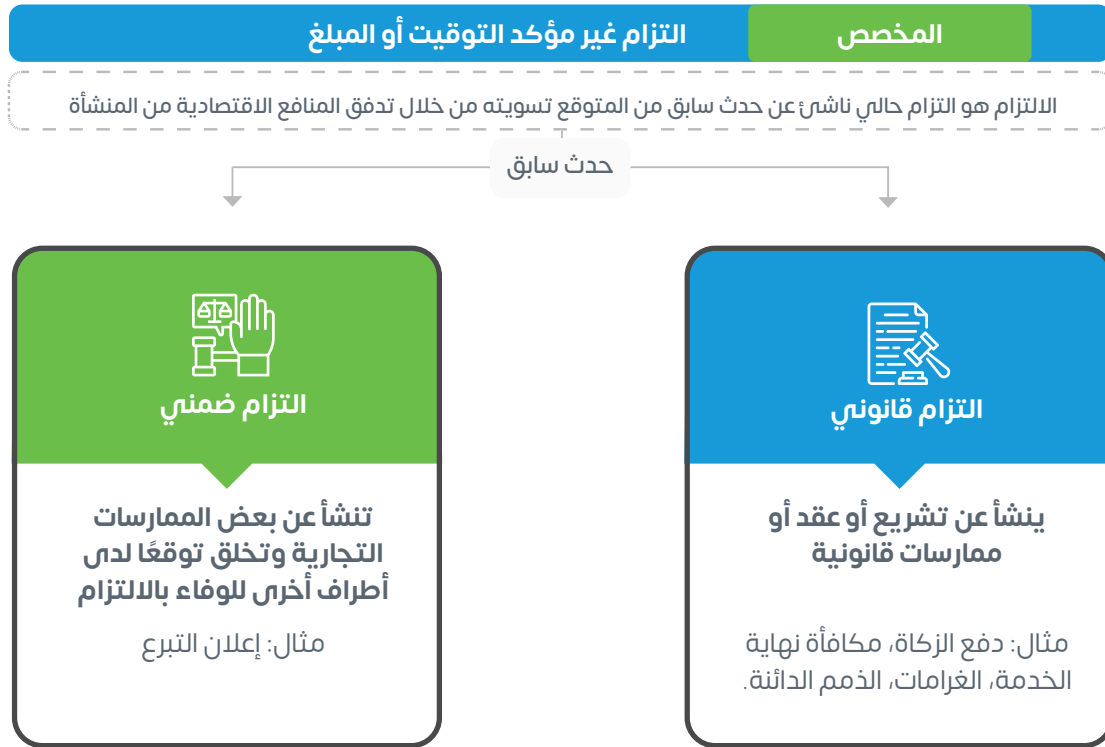 المخصص
التزام غير مؤكد التوقيت أو المبلغ
الالتزام هو التزام حالي ناشئ عن حدث سابق من المتوقع تسويته من خلال تدفق المنافع الاقتصادية من المنشأة
حدث سابق
التزام قانوني
ينشأ عن تشريع أو عقد أو
ممارسات قانونية
مثال: دفع الزكاة، مكافأة نهاية
الخدمة، الغرامات، الذمم الدائنة.
التزام ضمني
تنشأ عن بعض الممارسات
التجارية وتخلق توقعًا لدى
أطراف أخرى للوفاء بالالتزام
مثال: إعلان التبرع